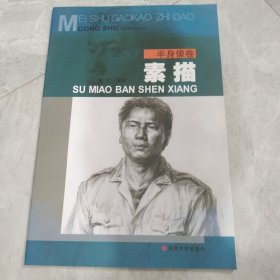 MEI SHU GAOKAO ZHI DAO
CONG SHU
半身像卷
素描
SU MIAO BAN SHEN XIANG